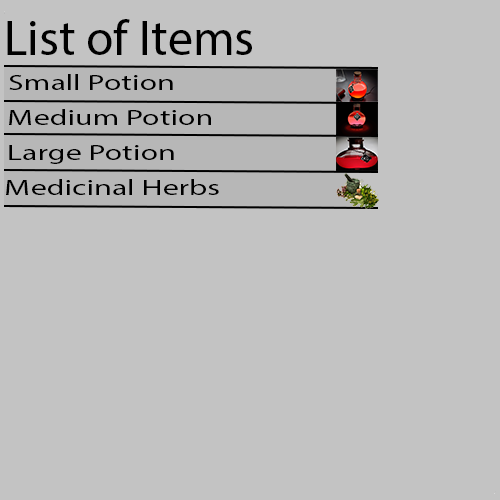 List of Items
Small Potion
Medium Potion
Large Potion
Medicinal Herbs